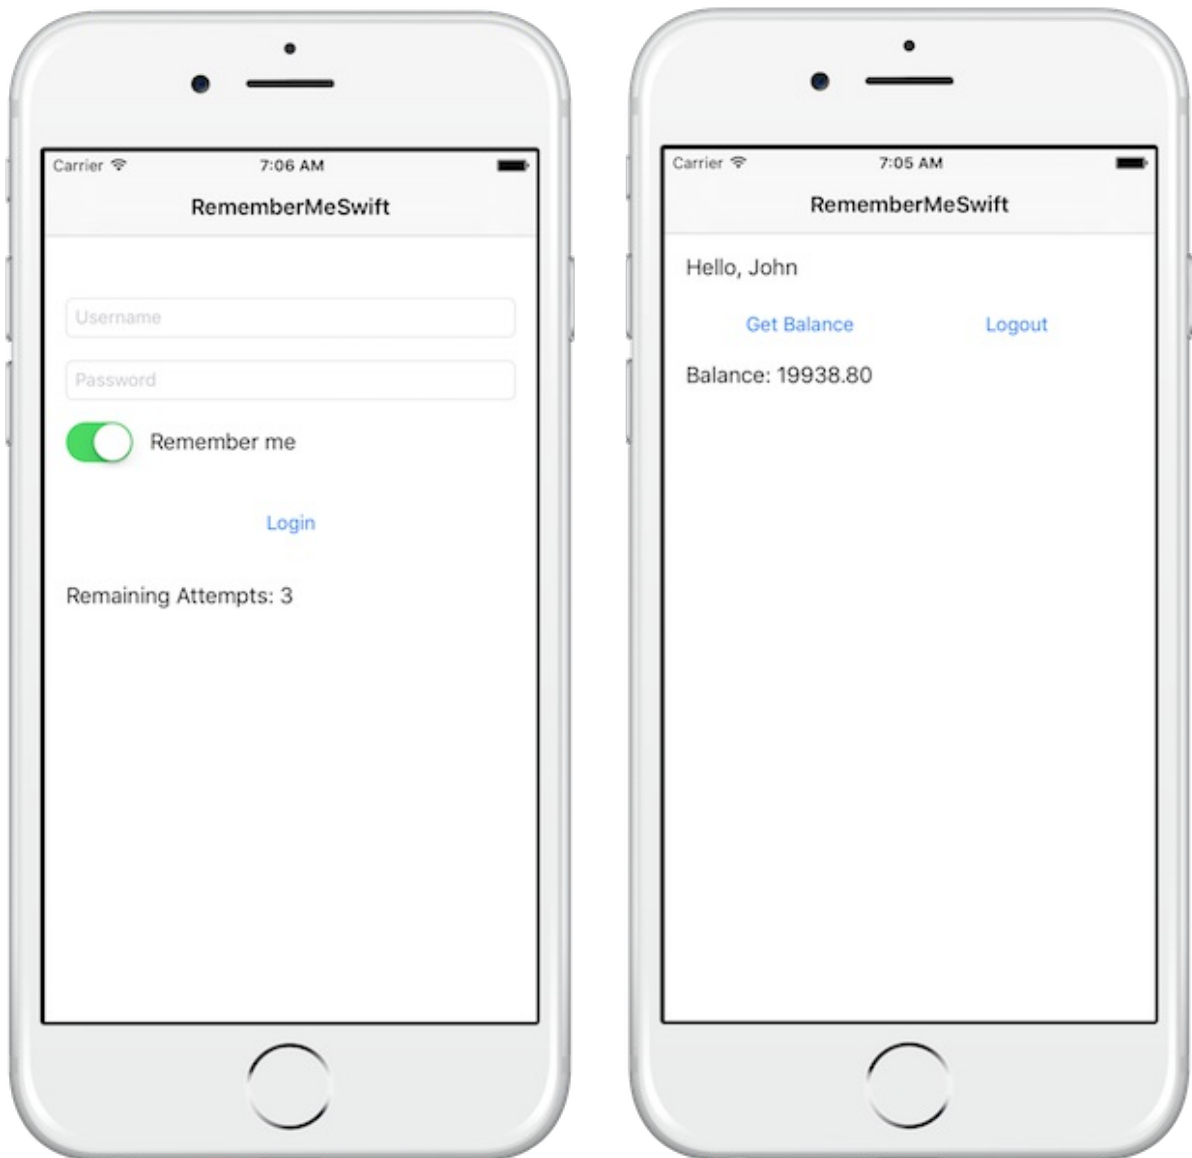 Carrier 7:06 AM
RememberMeSwift
Username
Password
Remember me
Login
Remaining Attempts: 3
Carrier 7:05 AM
RememberMeSwift
Hello, John
Get Balance Logout
Balance: 19938.80